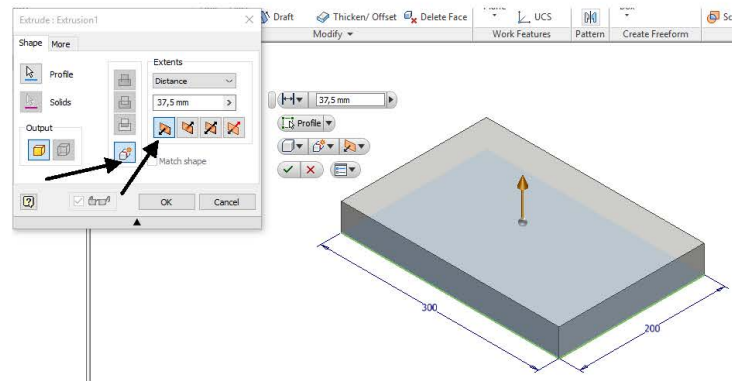 Extrude : Extrusion1
Shape More
Profile
Solids
Output
Extents
Distance
37,5 mm
Match shape
OK Cancel
Draft Thicken/ Offset Delete Face UCS
Modify Work Features Pattern Create Freeform
37,5 mm
Profile
300
200